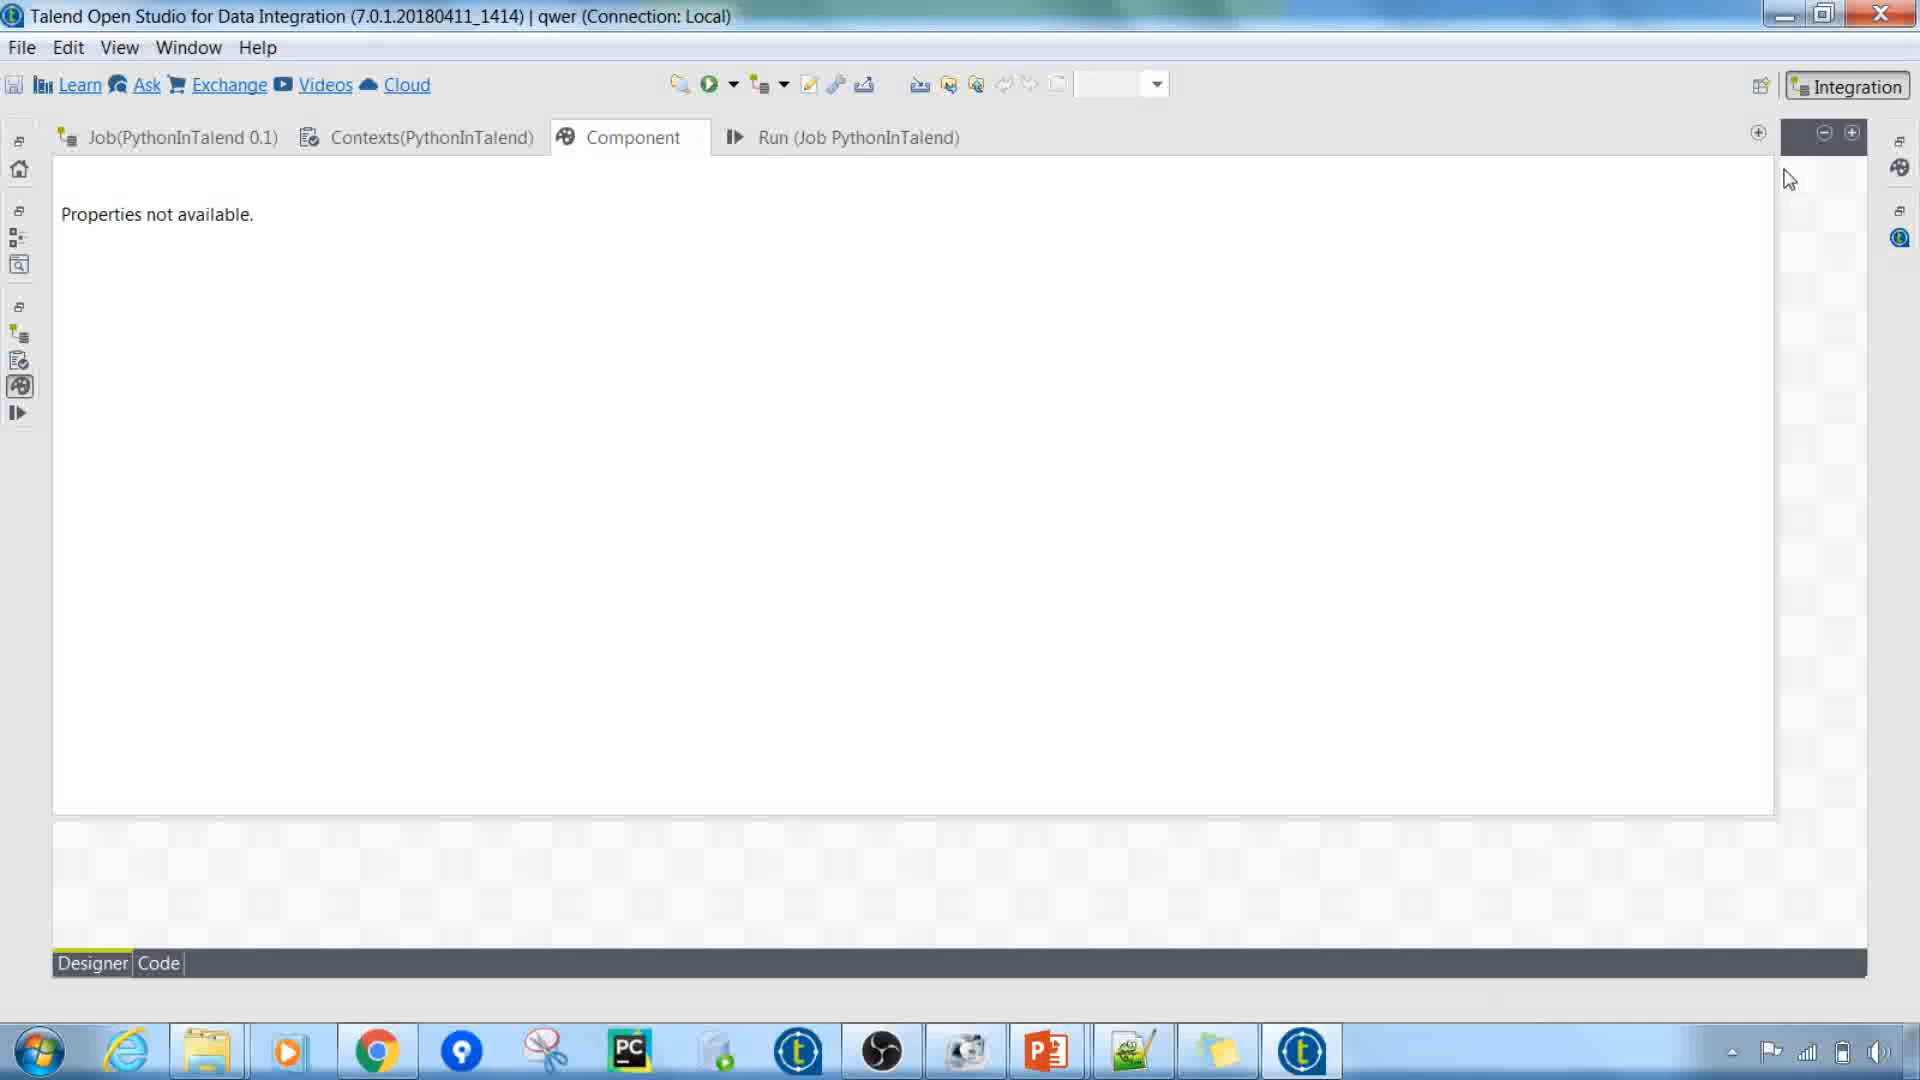 Talend Open Studio for Data Integration (7.0.1.20180411_1414) | qwer (Connection: Local)
File Edit View Window Help
Learn Ask Exchange Videos Cloud
Integration
Job(PythonInTalend 0.1) Contexts(PythonInTalend) Component Run (Job PythonInTalend)
Properties not available.
Designer Code